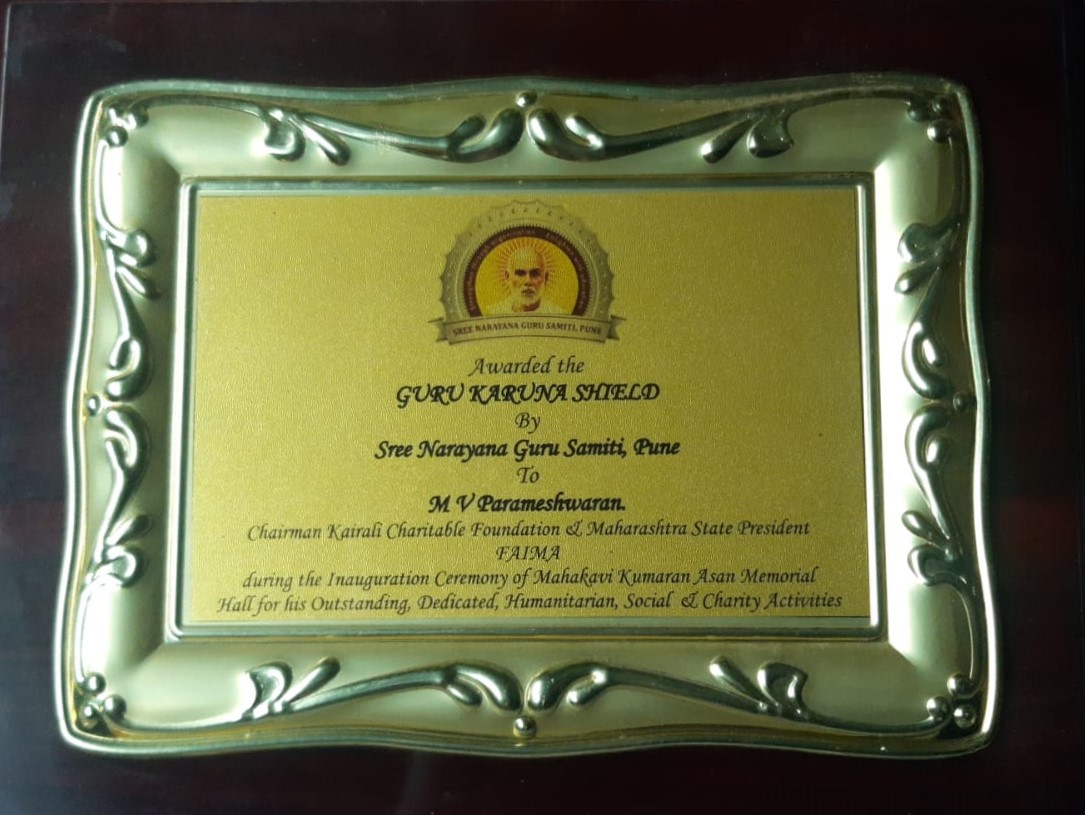 SREE NARAYANA GURU SAMITI, PUNE
Awarded the
GURU KARUNA SHIELD
By
Sree Narayana Guru Samiti, Pune
To
M V Parameshwaran.
Chairman Kairali Charitable Foundation & Maharashtra State President
FAIMA
during the Inauguration Ceremony of Mahakavi Kumaran Asan Memorial
Hall for his Outstanding, Dedicated, Humanitarian, Social & Charity Activities